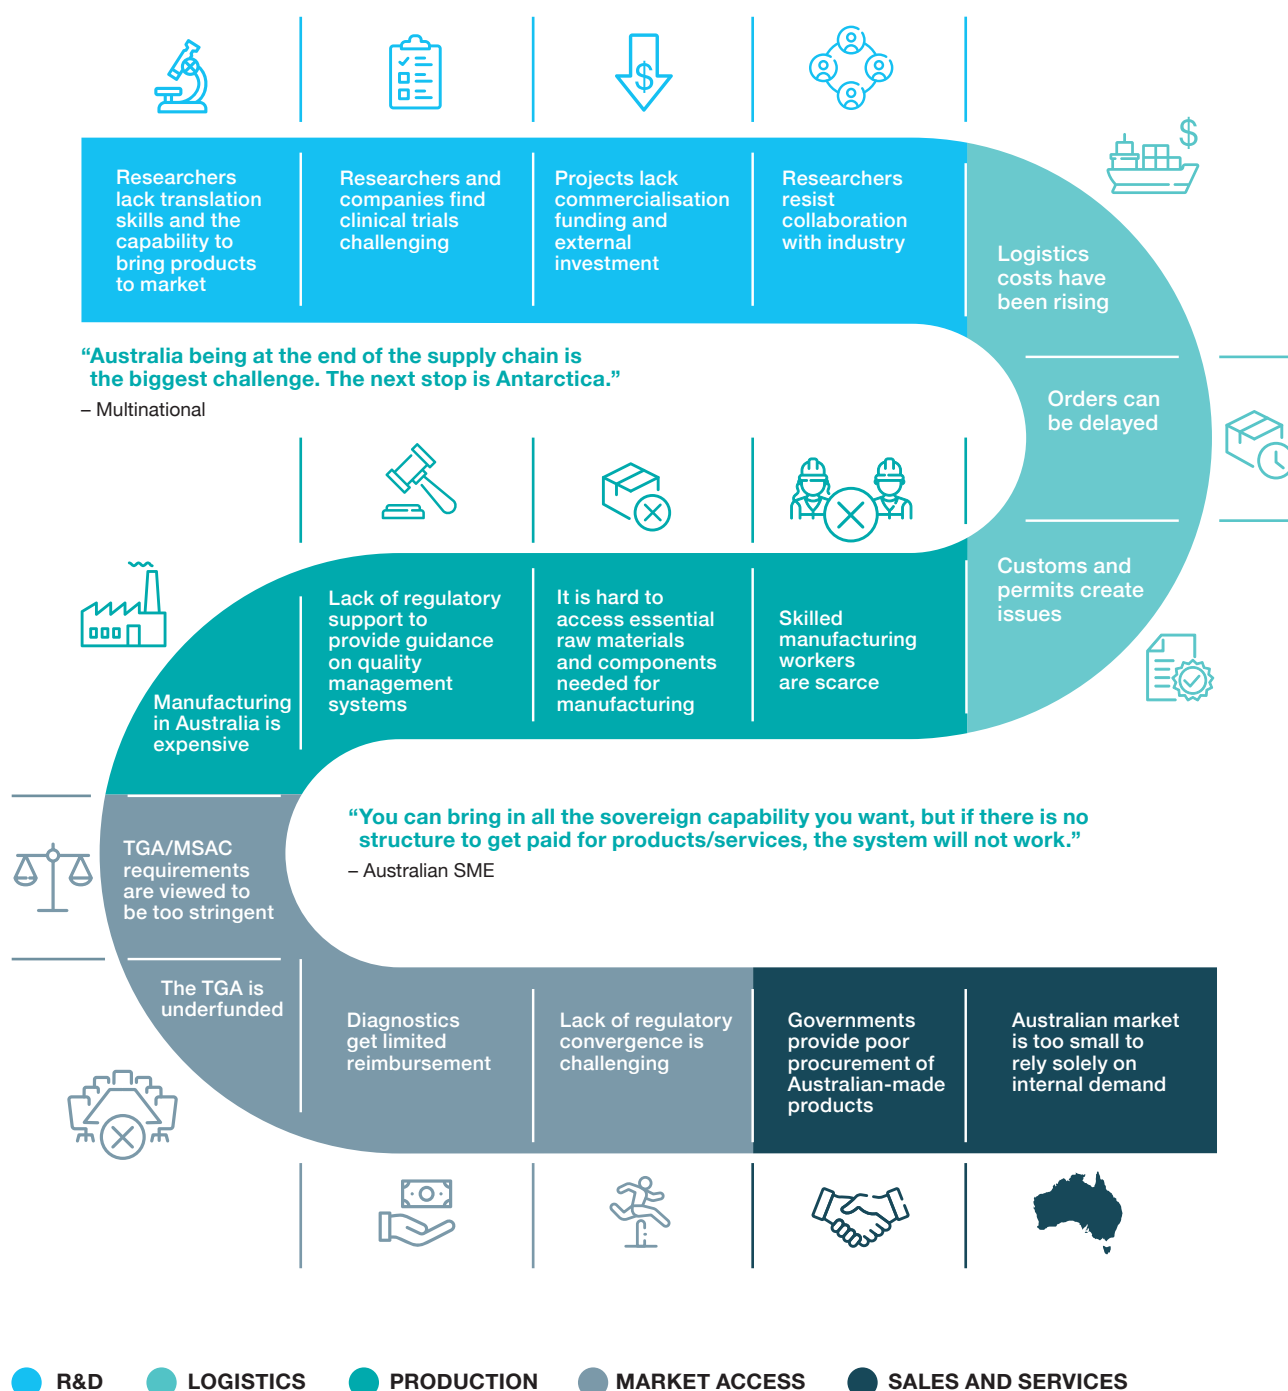 $
$
Researchers
lack translation
skills and the
capability to
bring products
to market
Researchers and
companies find
clinical trials
challenging
Projects lack
commercialisation
funding and
external
investment
Researchers
resist
collaboration
with industry
Logistics
costs have
been rising
Orders can
be delayed
Customs and
permits create
issues
“Australia being at the end of the supply chain is
the biggest challenge. The next stop is Antarctica.”
– Multinational
Skilled
manufacturing
workers
are scarce
It is hard to
access essential
raw materials
and components
needed for
manufacturing
Lack of regulatory
support to
provide guidance
on quality
management
systems
Manufacturing
in Australia is
expensive
“You can bring in all the sovereign capability you want, but if there is no
structure to get paid for products/services, the system will not work.”
– Australian SME
TGA/MSAC
requirements
are viewed to
be too stringent
The TGA is
underfunded
Diagnostics
get limited
reimbursement
Lack of regulatory
convergence is
challenging
Governments
provide poor
procurement of
Australian-made
products
Australian market
is too small to
rely solely on
internal demand
R&D
LOGISTICS
PRODUCTION
MARKET ACCESS
SALES AND SERVICES